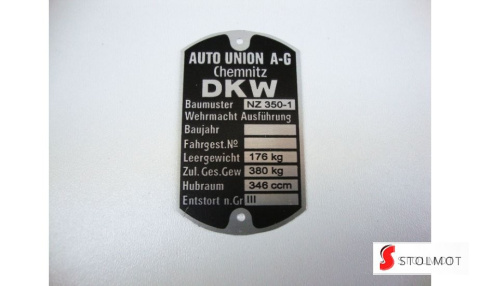 AUTO UNION A-G
Chemnitz
DKW
Baumuster NZ 350-1
Wehrmacht Ausführung
Baujahr
Fahrgest.No
Leergewicht 176 kg
Zul. Ges.Gew 380 kg
Hubraum 346 ccm
Entstort n.Gr III
STOLMOT